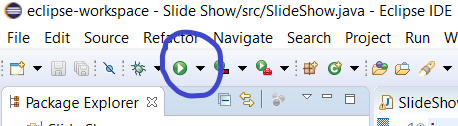 eclipse-workspace - Slide Show/src/SlideShow.java - Eclipse IDE
File Edit Source Refactor Navigate Search Project Run
Package Explorer
SlideShow